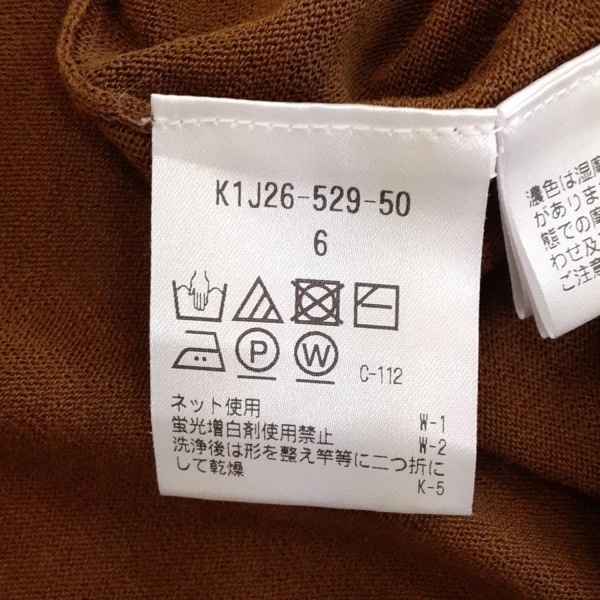 K1J26-529-50
6
P W C-112
ネット使用 W-1
蛍光増白剤使用禁止 W-2
洗浄後は形を整え竿等に二つ折に
して乾燥 K-5
濃色は湿摩
がありま
態での摩
わせ及
ご注意